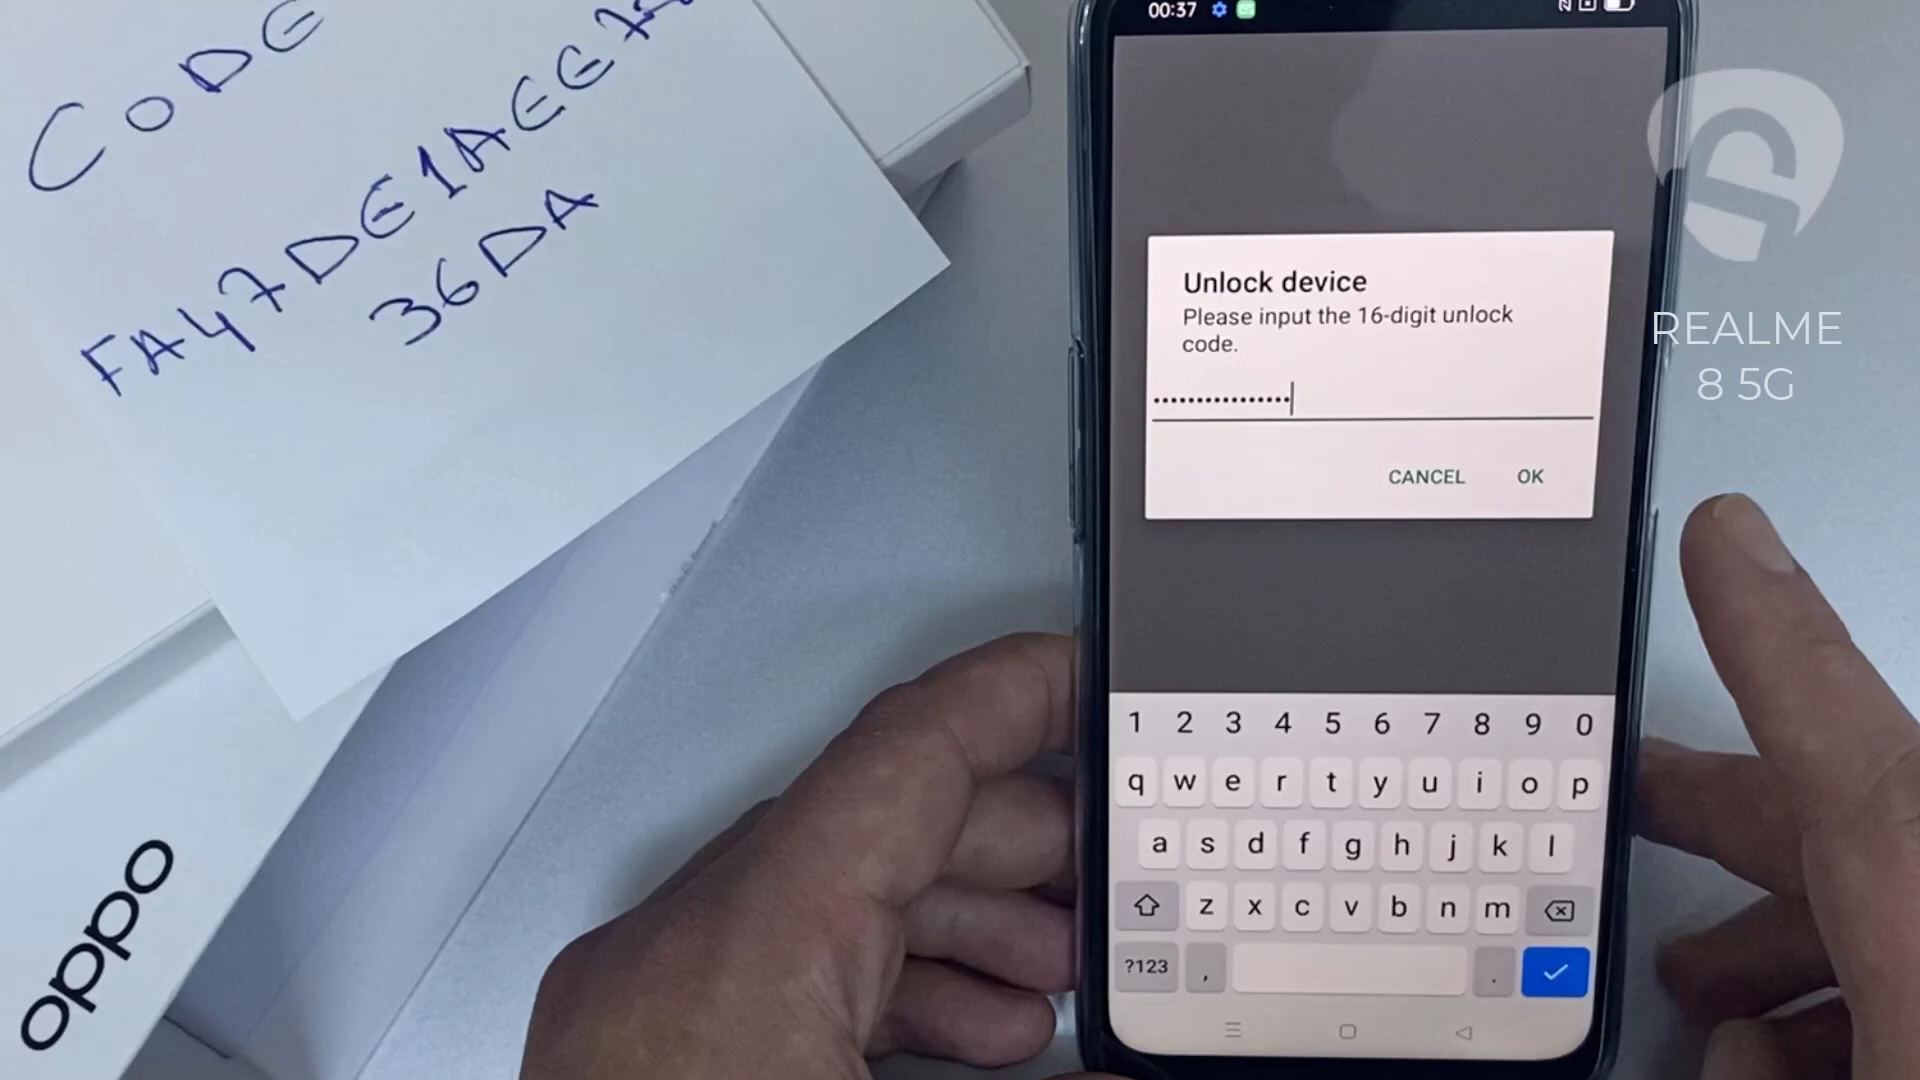 CODE
FA47DE1AEE7
36DA
oppo
00:37
Unlock device
Please input the 16-digit unlock
code.
CANCEL OK
1 2 3 4 5 6 7 8 9 0
q w e r t y u i o p
a s d f g h j k l
z x c v b n m
?123 , .
REALME
8 5G